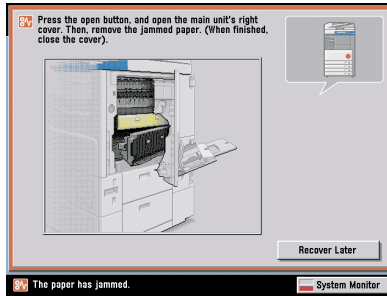 Press the open button, and open the main unit's right
cover. Then, remove the jammed paper. (When finished,
close the cover).
Recover Later
The paper has jammed.
System Monitor